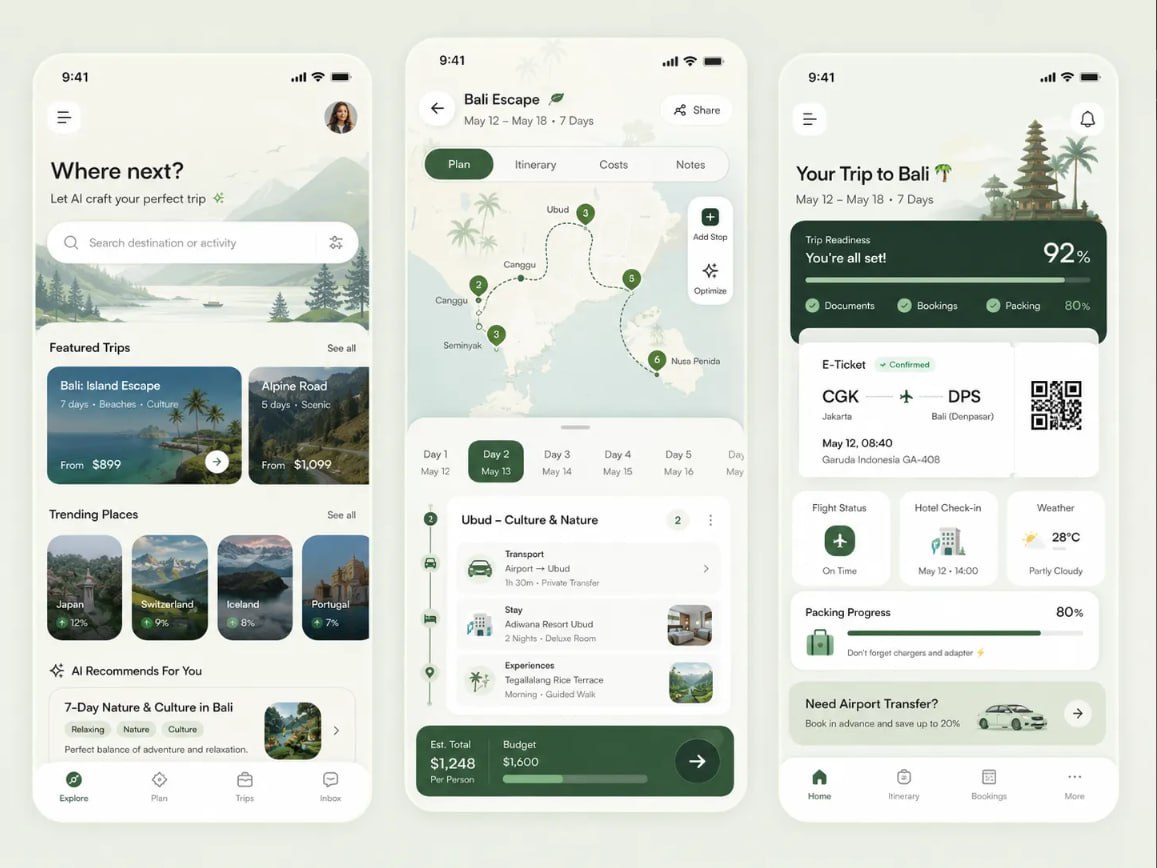 9:41
Where next?
Let AI craft your perfect trip
Search destination or activity
Featured Trips
See all
Bali: Island Escape
7 days • Beaches • Culture
From $899
Alpine Road
5 days • Scenic
From $1,099
Trending Places
See all
Japan
12%
Switzerland
9%
Iceland
8%
Portugal
7%
AI Recommends For You
7-Day Nature & Culture in Bali
Relaxing
Nature
Culture
Perfect balance of adventure and relaxation.
Explore
Plan
Trips
Inbox
9:41
Bali Escape
May 12 – May 18 • 7 Days
Share
Plan
Itinerary
Costs
Notes
Ubud
3
Add Stop
Canggu
Optimize
2
5
Canggu
3
Seminyak
6
Nusa Penida
Day 1
May 12
Day 2
May 13
Day 3
May 14
Day 4
May 15
Day 5
May 16
Day
May
2
Ubud – Culture & Nature
2
Transport
Airport → Ubud
1h 30m • Private Transfer
Stay
Adiwana Resort Ubud
2 Nights • Deluxe Room
Experiences
Tegallalang Rice Terrace
Morning • Guided Walk
Est. Total
$1,248
Per Person
Budget
$1,600
9:41
Your Trip to Bali
May 12 – May 18 • 7 Days
Trip Readiness
You're all set!
92%
Documents
Bookings
Packing
80%
E-Ticket
Confirmed
CGK
DPS
Jakarta
Bali (Denpasar)
May 12, 08:40
Garuda Indonesia GA-408
Flight Status
On Time
Hotel Check-in
May 12 • 14:00
Weather
28°C
Partly Cloudy
Packing Progress
80%
Don't forget chargers and adapter ⚡
Need Airport Transfer?
Book in advance and save up to 20%
Home
Itinerary
Bookings
More